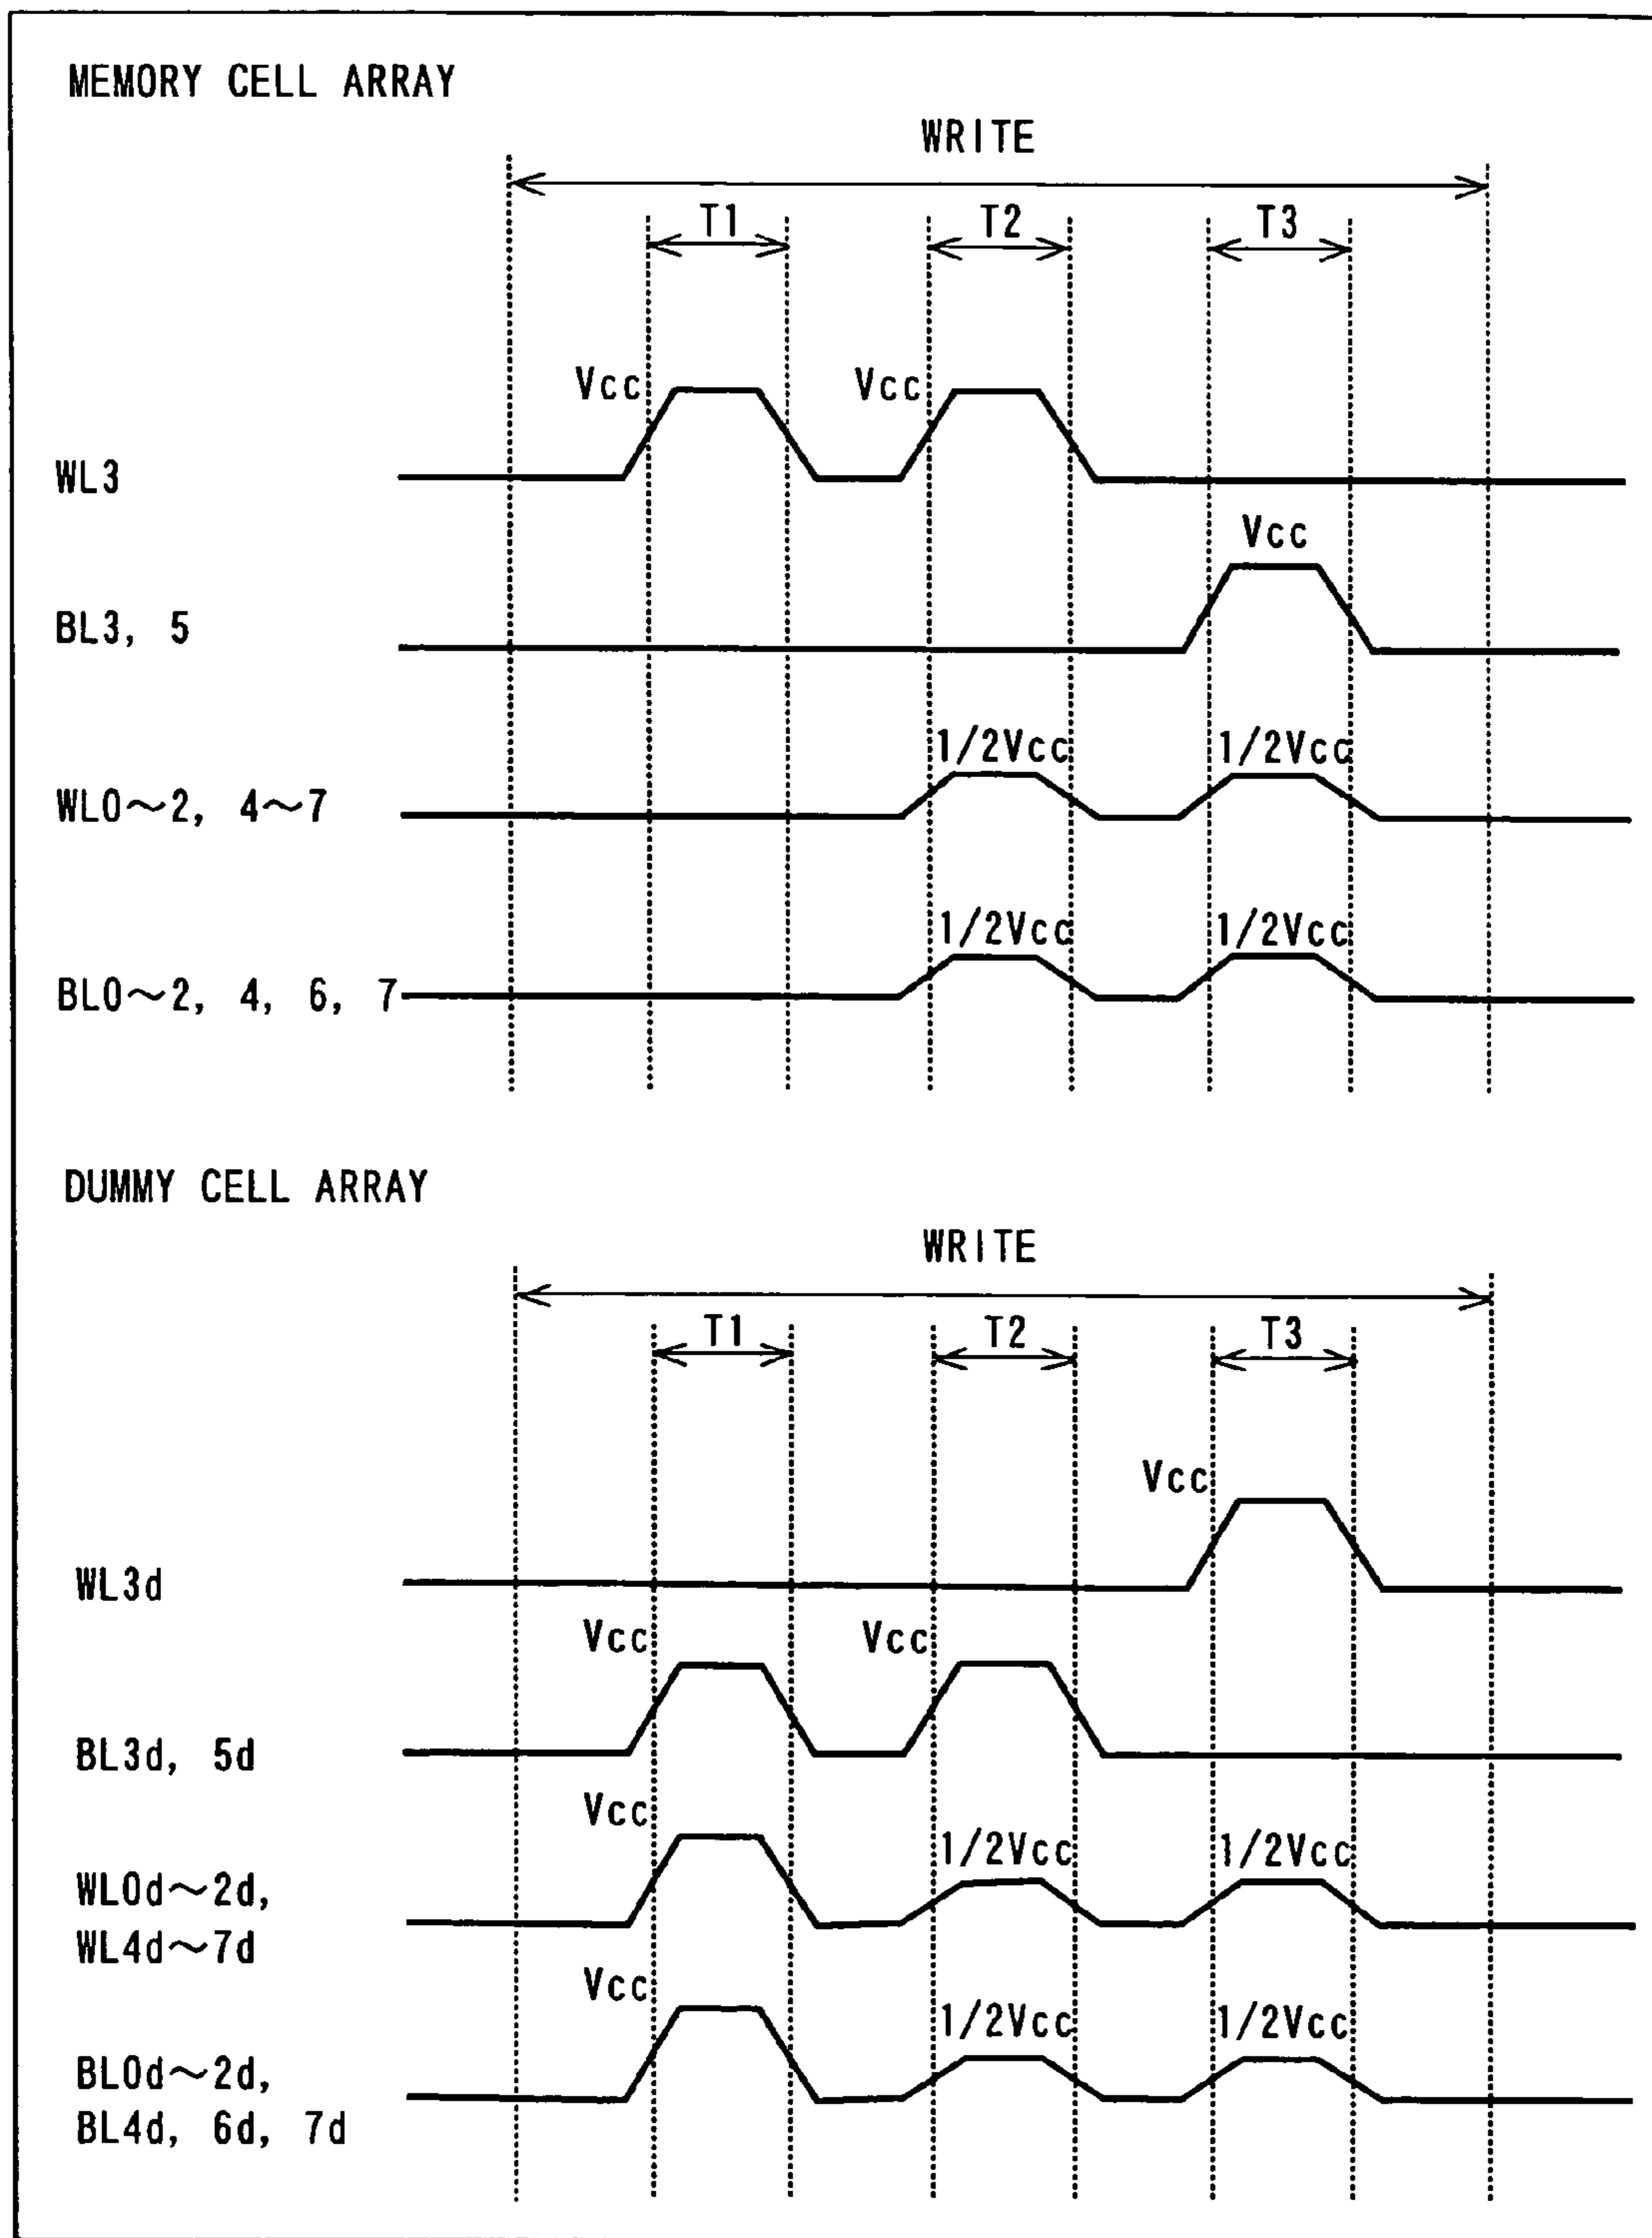 MEMORY CELL ARRAY
WRITE
T1 T2 T3
Vcc Vcc
WL3
Vcc
BL3, 5
1/2Vcc 1/2Vcc
WL0~2, 4~7
1/2Vcc 1/2Vcc
BL0~2, 4, 6, 7
DUMMY CELL ARRAY
WRITE
T1 T2 T3
Vcc
WL3d
Vcc Vcc
BL3d, 5d
Vcc 1/2Vcc 1/2Vcc
WL0d~2d,
WL4d~7d
Vcc 1/2Vcc 1/2Vcc
BL0d~2d,
BL4d, 6d, 7d